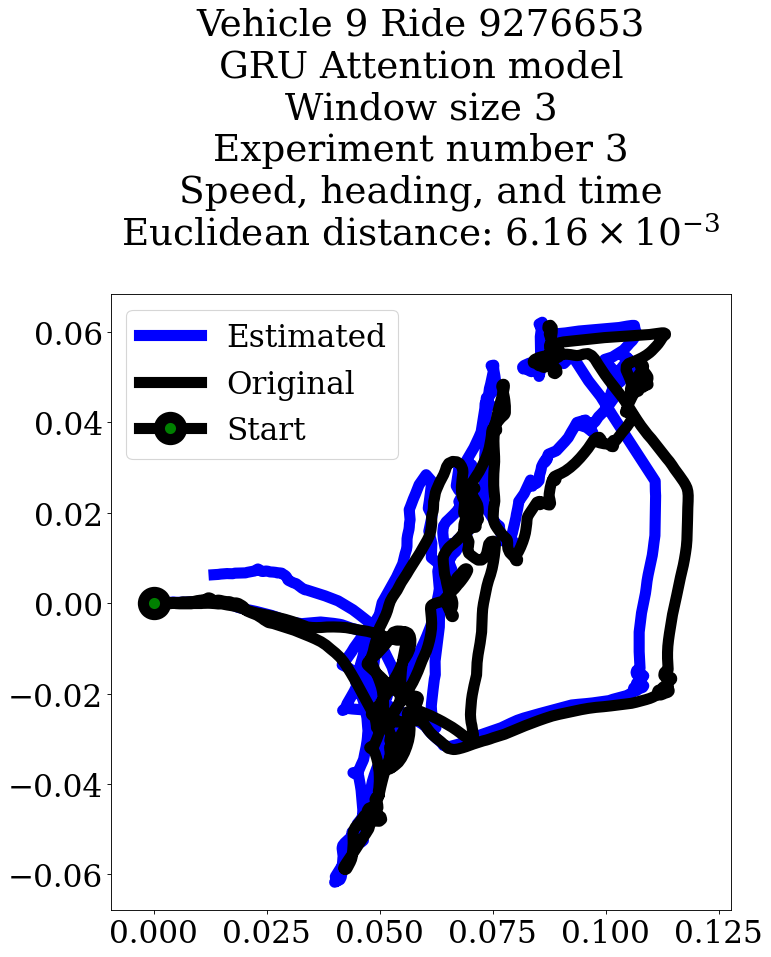 Vehicle 9 Ride 9276653
GRU Attention model
Window size 3
Experiment number 3
Speed, heading, and time
Euclidean distance: 6.16 × 10⁻³
Estimated
Original
Start
0.06
0.04
0.02
0.00
−0.02
−0.04
−0.06
0.000 0.025 0.050 0.075 0.100 0.125